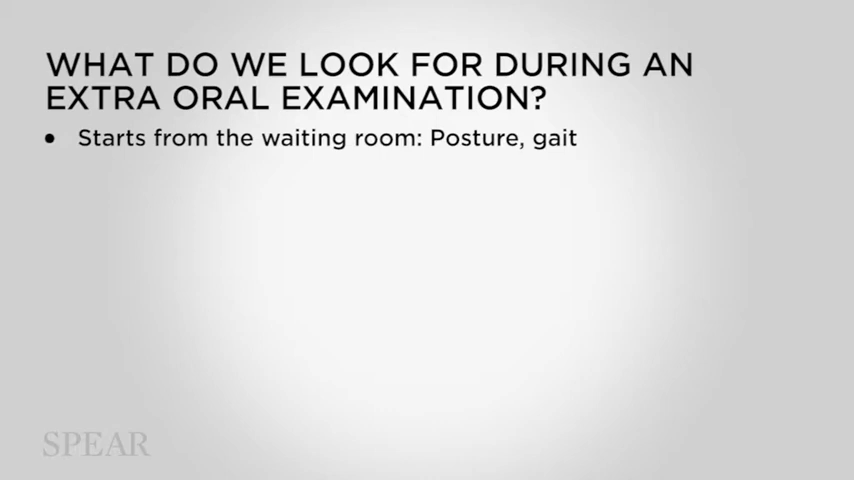 WHAT DO WE LOOK FOR DURING AN
EXTRA ORAL EXAMINATION?
• Starts from the waiting room: Posture, gait
SPEAR